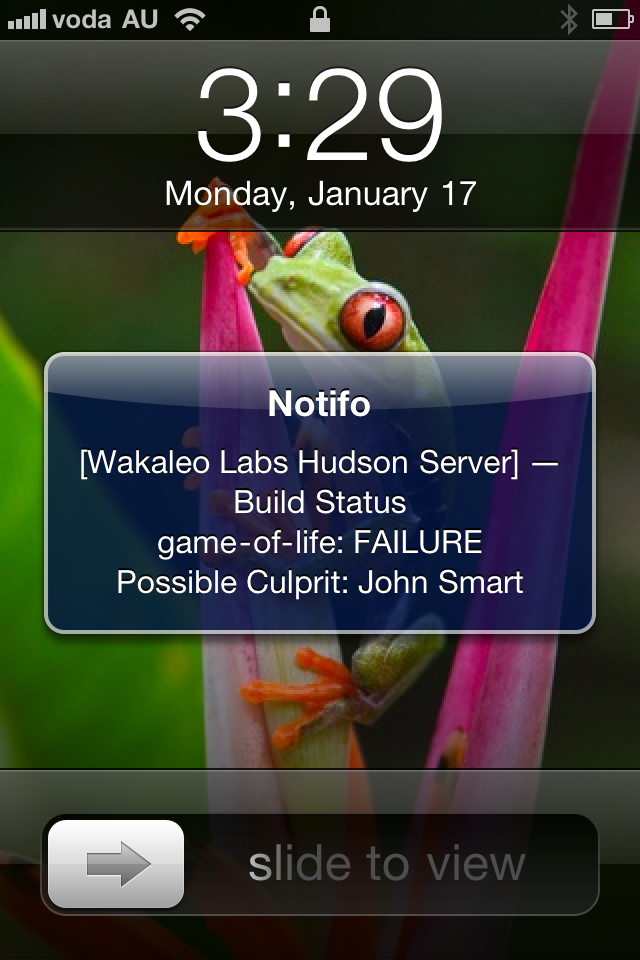 voda AU
3:29
Monday, January 17
Notifo
[Wakaleo Labs Hudson Server] —
Build Status
game-of-life: FAILURE
Possible Culprit: John Smart
slide to view